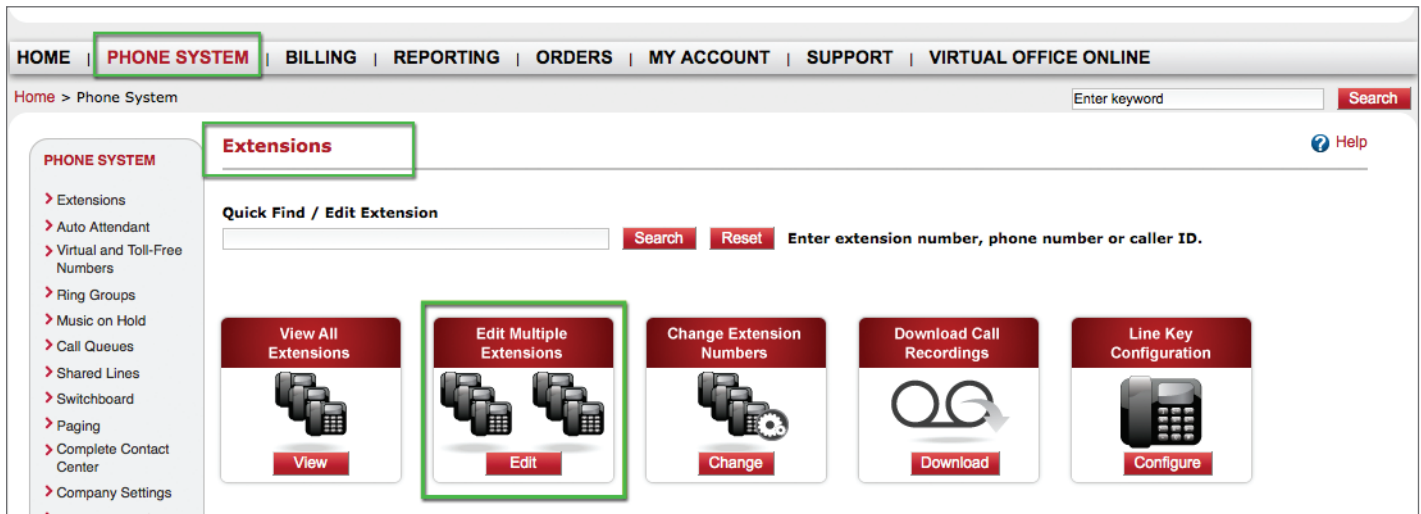 HOME | PHONE SYSTEM | BILLING | REPORTING | ORDERS | MY ACCOUNT | SUPPORT | VIRTUAL OFFICE ONLINE
Home > Phone System
Enter keyword
Search
PHONE SYSTEM
Extensions
Auto Attendant
Virtual and Toll-Free
Numbers
Ring Groups
Music on Hold
Call Queues
Shared Lines
Switchboard
Paging
Complete Contact
Center
Company Settings
Extensions
Help
Quick Find / Edit Extension
Search
Reset
Enter extension number, phone number or caller ID.
View All
Extensions
View
Edit Multiple
Extensions
Edit
Change Extension
Numbers
Change
Download Call
Recordings
Download
Line Key
Configuration
Configure